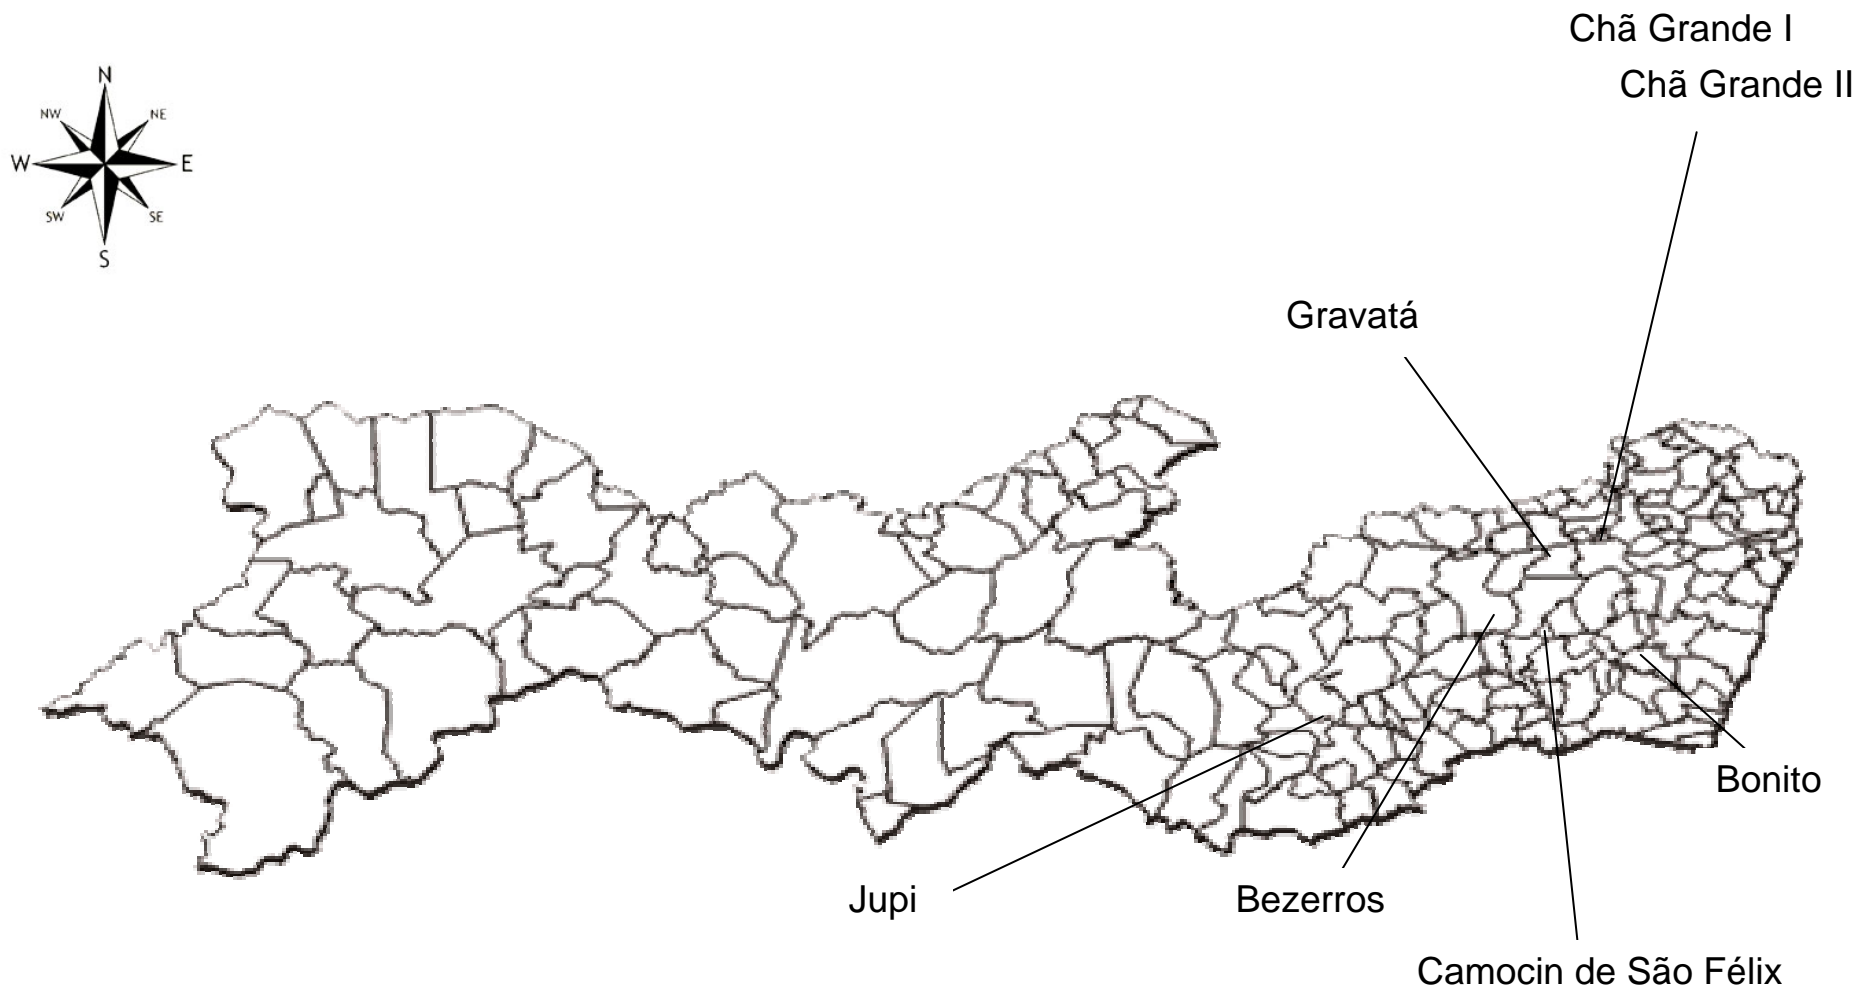 Chã Grande I
Chã Grande II
N
NW NE
W E
SW SE
S
Gravatá
Bonito
Jupi
Bezerros
Camocin de São Félix